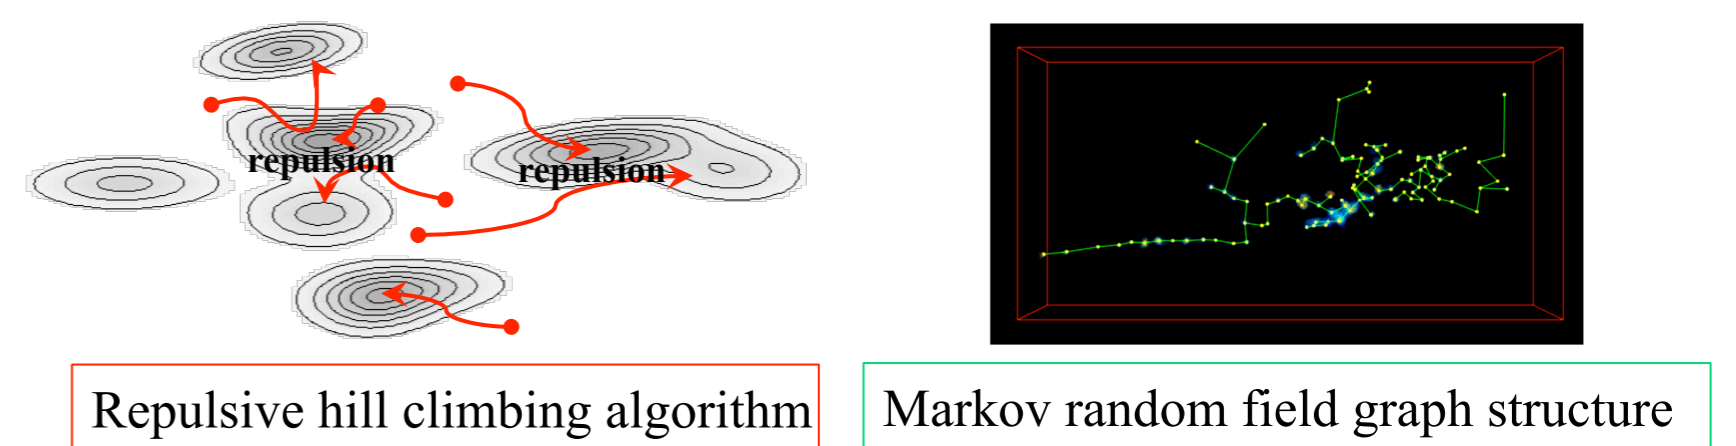 repulsion
repulsion
Repulsive hill climbing algorithm
Markov random field graph structure